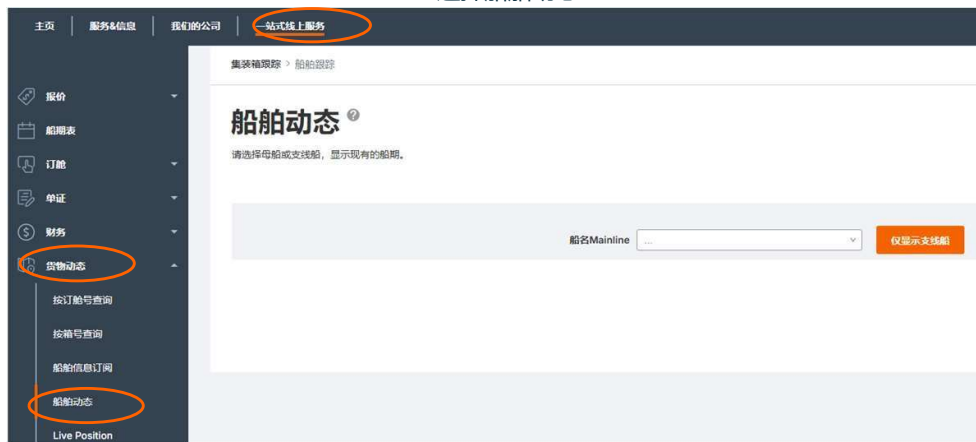 主页 服务&信息 我们的公司 一站式线上服务
集装箱跟踪 > 船舶跟踪
报价
船期表
订舱
单证
财务
货物动态
按订舱号查询
按箱号查询
船舶信息订阅
船舶动态
Live Position
船舶动态 ?
请选择母船或支线船，显示现有的船期。
船名Mainline ... 仅显示支线船